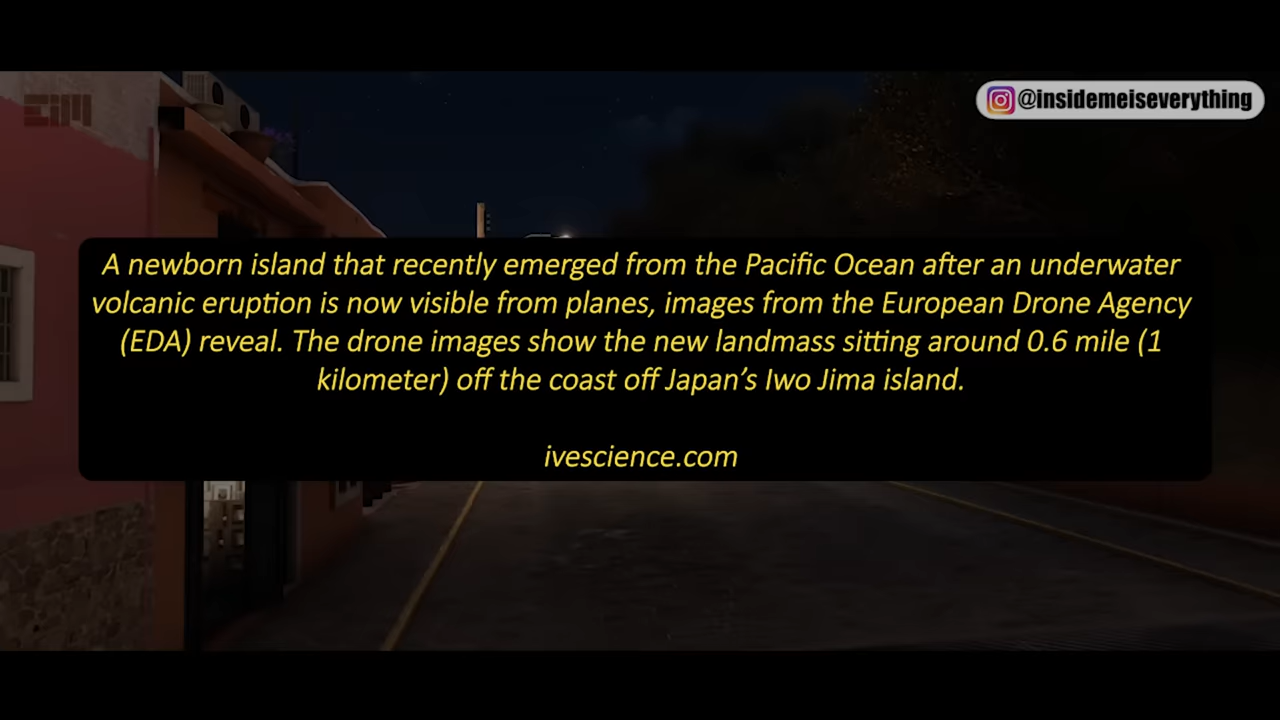 EiM
@insidemeiseverything
A newborn island that recently emerged from the Pacific Ocean after an underwater
volcanic eruption is now visible from planes, images from the European Drone Agency
(EDA) reveal. The drone images show the new landmass sitting around 0.6 mile (1
kilometer) off the coast off Japan’s Iwo Jima island.
ivescience.com